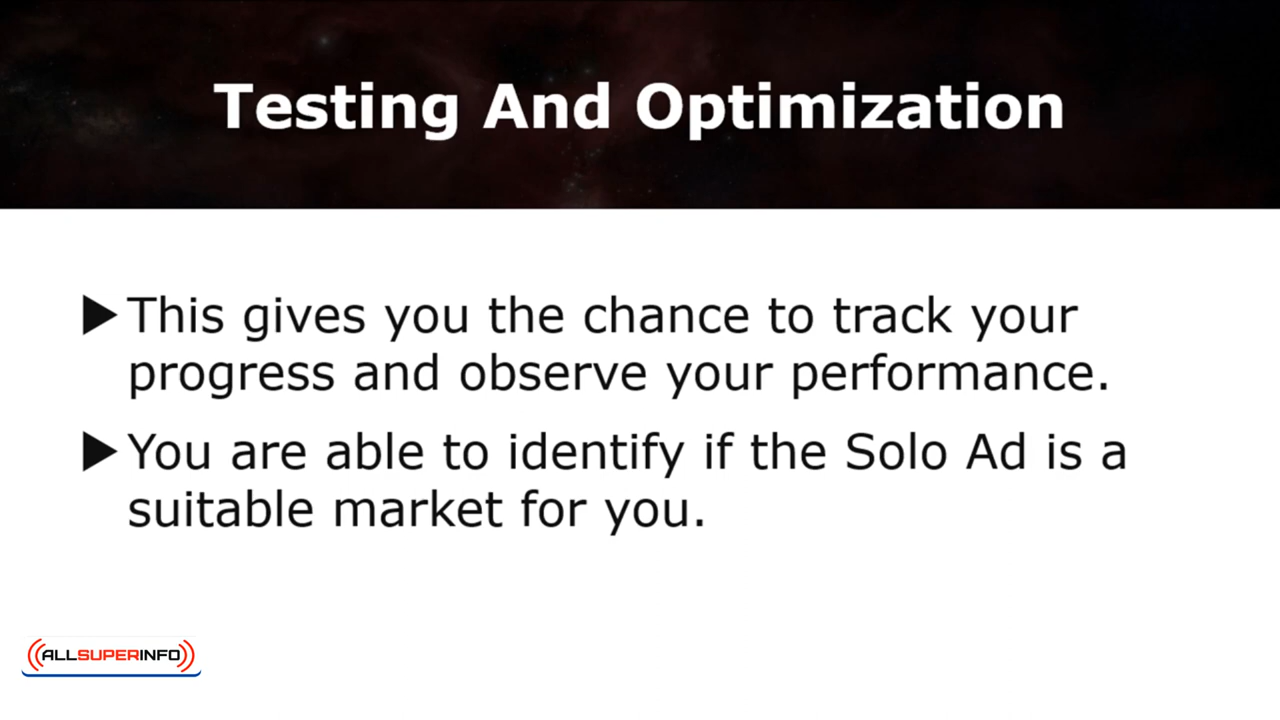 Testing And Optimization
This gives you the chance to track your
progress and observe your performance.
You are able to identify if the Solo Ad is a
suitable market for you.
ALLSUPERINFO